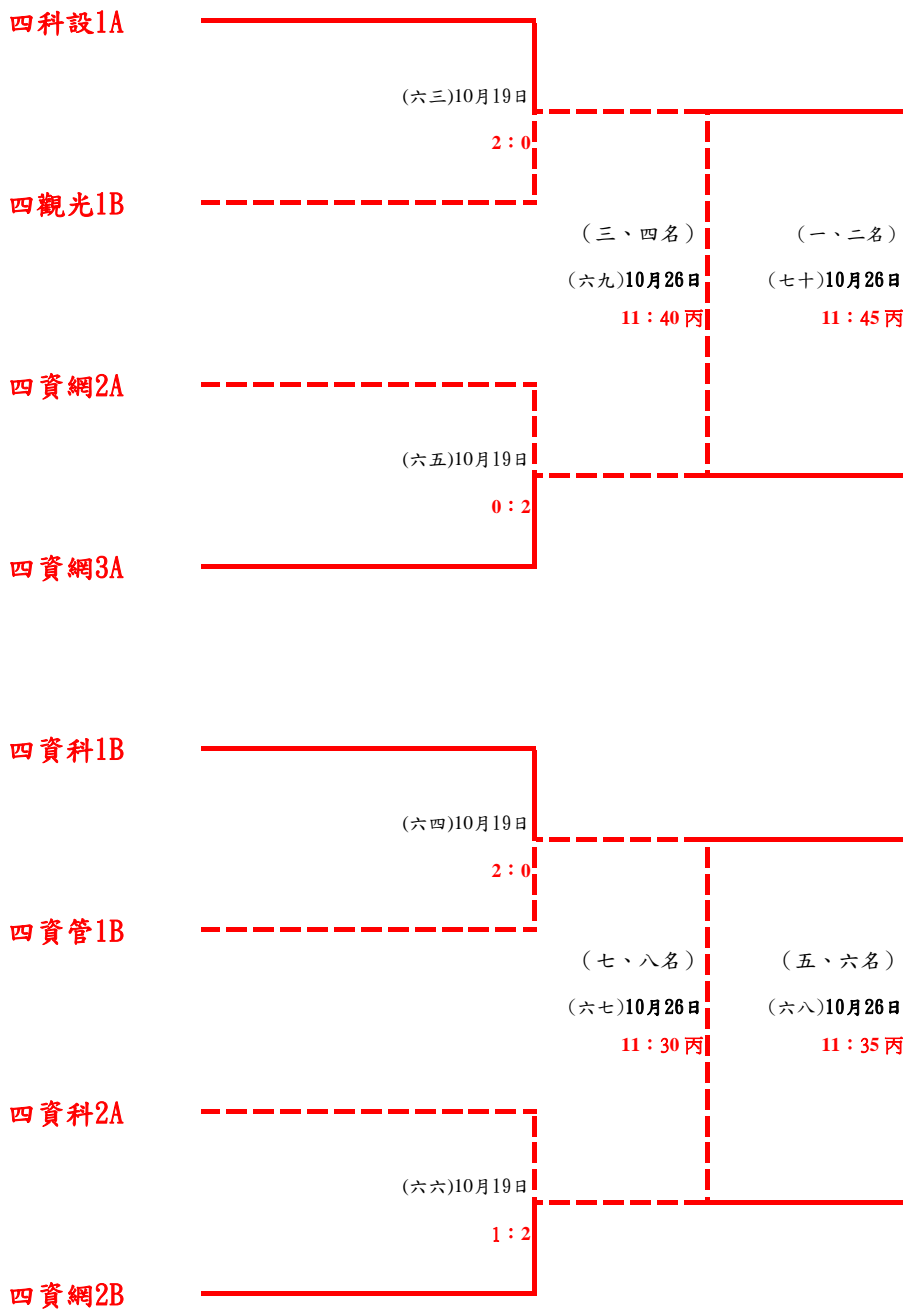 四科設1A
(六三)10月19日
2：0
四觀光1B
（三、四名） （一、二名）
(六九)10月26日 (七十)10月26日
11：40 丙 11：45 丙
四資網2A
(六五)10月19日
0：2
四資網3A
四資科1B
(六四)10月19日
2：0
四資管1B
（七、八名） （五、六名）
(六七)10月26日 (六八)10月26日
11：30 丙 11：35 丙
四資科2A
(六六)10月19日
1：2
四資網2B